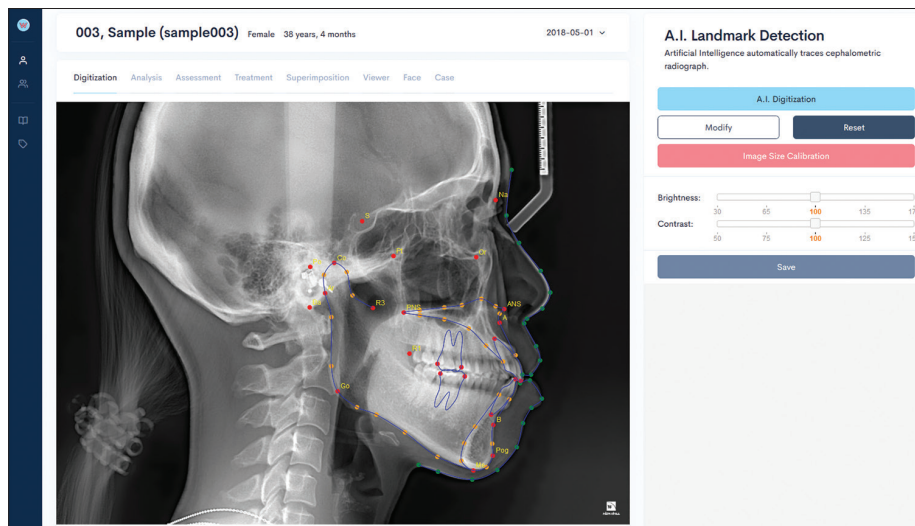 003, Sample (sample003) Female 38 years, 4 months 2018-05-01
Digitization Analysis Assessment Treatment Superimposition Viewer Face Case
Na
S
Or
Co
R3
PNS
ANS
A
Go
B
Pog
Me
A.I. Landmark Detection
Artificial Intelligence automatically traces cephalometric
radiograph.
A.I. Digitization
Modify Reset
Image Size Calibration
Brightness:
30 65 100 135
Contrast:
50 75 100 125
Save